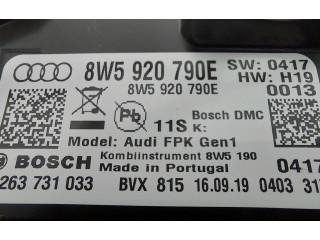 8W5 920 790E SW: 0417
8W5 920 790E HW: H19
0013
Pb 11S K: Bosch DMC
Model: Audi FPK Gen1
BOSCH Kombiinstrument 8W5 190
Made in Portugal 0417
263 731 033 BVX 815 16.09.19 0403